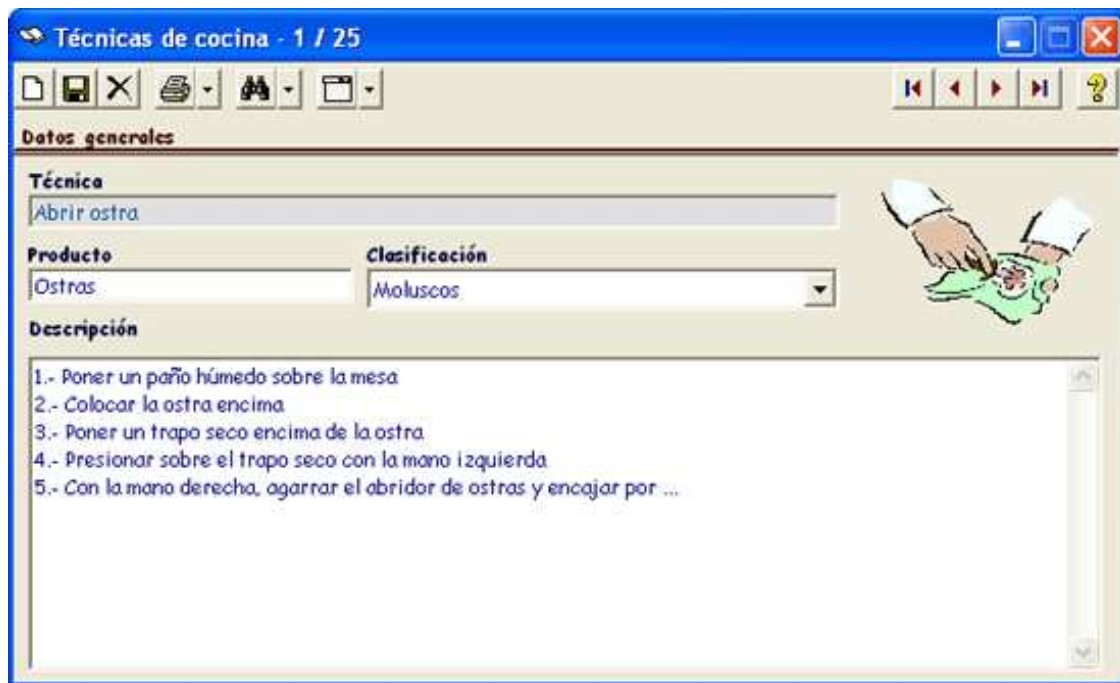 Técnicas de cocina - 1 / 25
Datos generales
Técnica
Abrir ostra
Producto
Clasificación
Ostras
Moluscos
Descripción
1.- Poner un paño húmedo sobre la mesa
2.- Colocar la ostra encima
3.- Poner un trapo seco encima de la ostra
4.- Presionar sobre el trapo seco con la mano izquierda
5.- Con la mano derecha, agarrar el abridor de ostras y encajar por ...